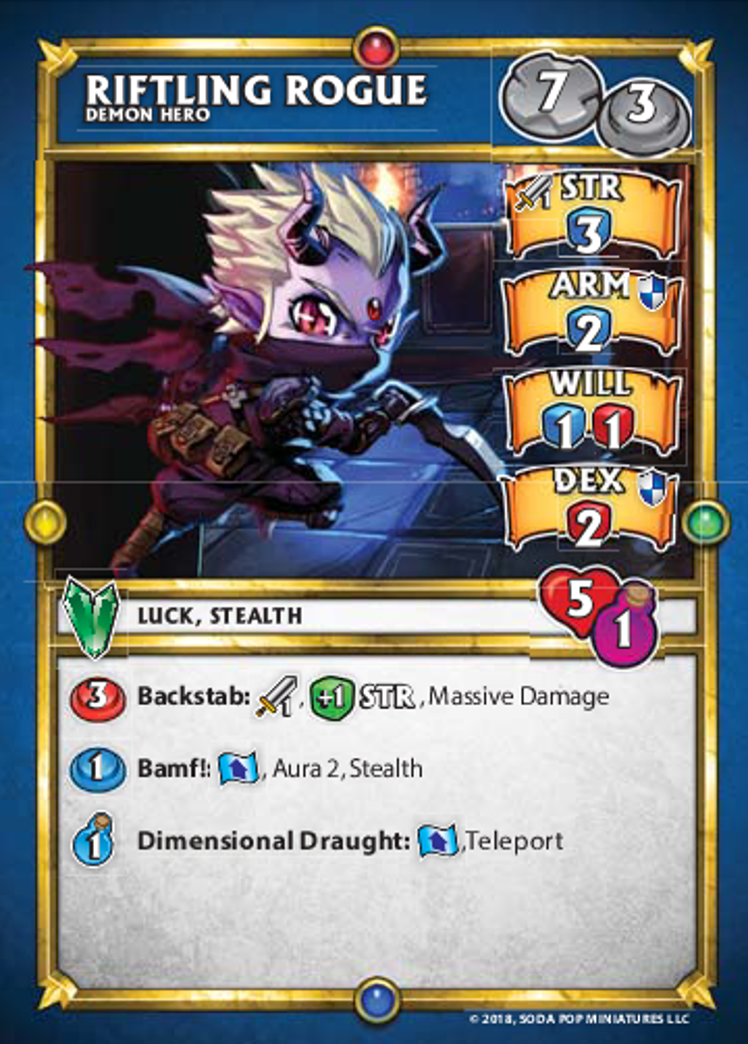 RIFTLING ROGUE
DEMON HERO
7
3
1 STR
3
ARM
2
WILL
1 1
DEX
2
LUCK, STEALTH
5
1
3 Backstab: 1, +1 STR, Massive Damage
1 Bamf!: , Aura 2, Stealth
1 Dimensional Draught: ,Teleport
© 2018, SODA POP MINIATURES LLC